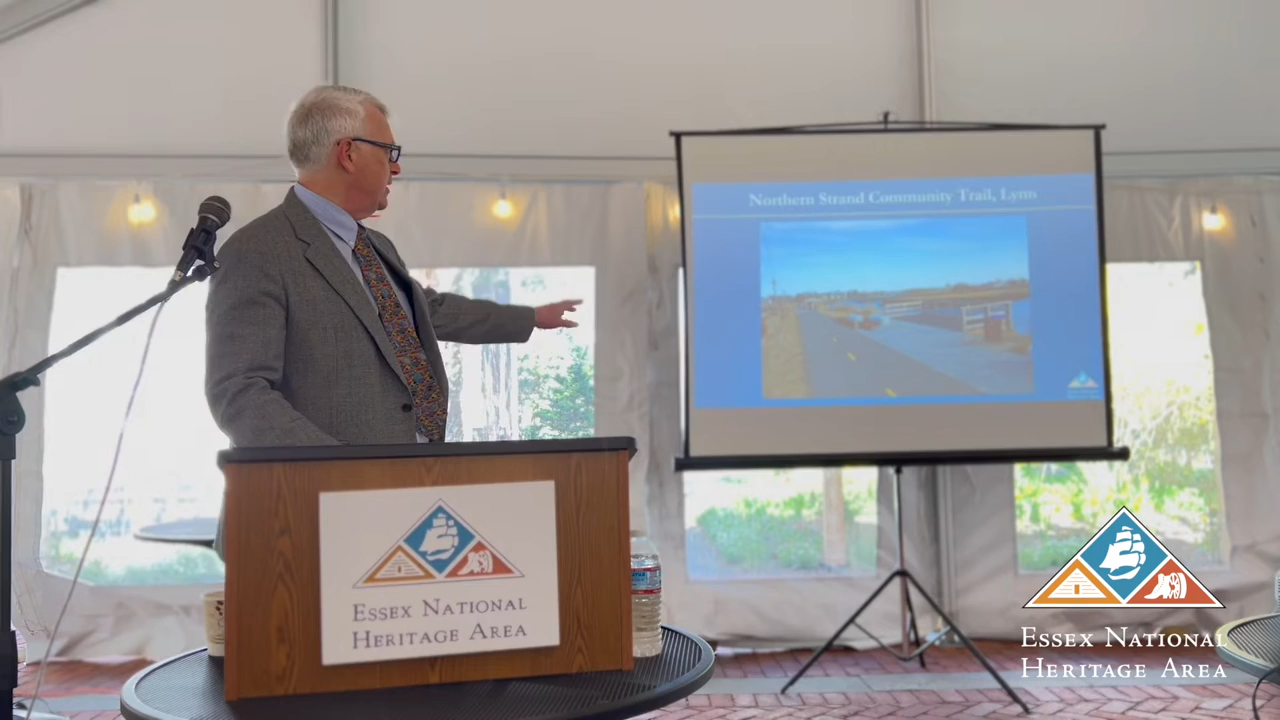 Northern Strand Community Trail, Lynn
Essex National
Heritage Area
Essex National
Heritage Area